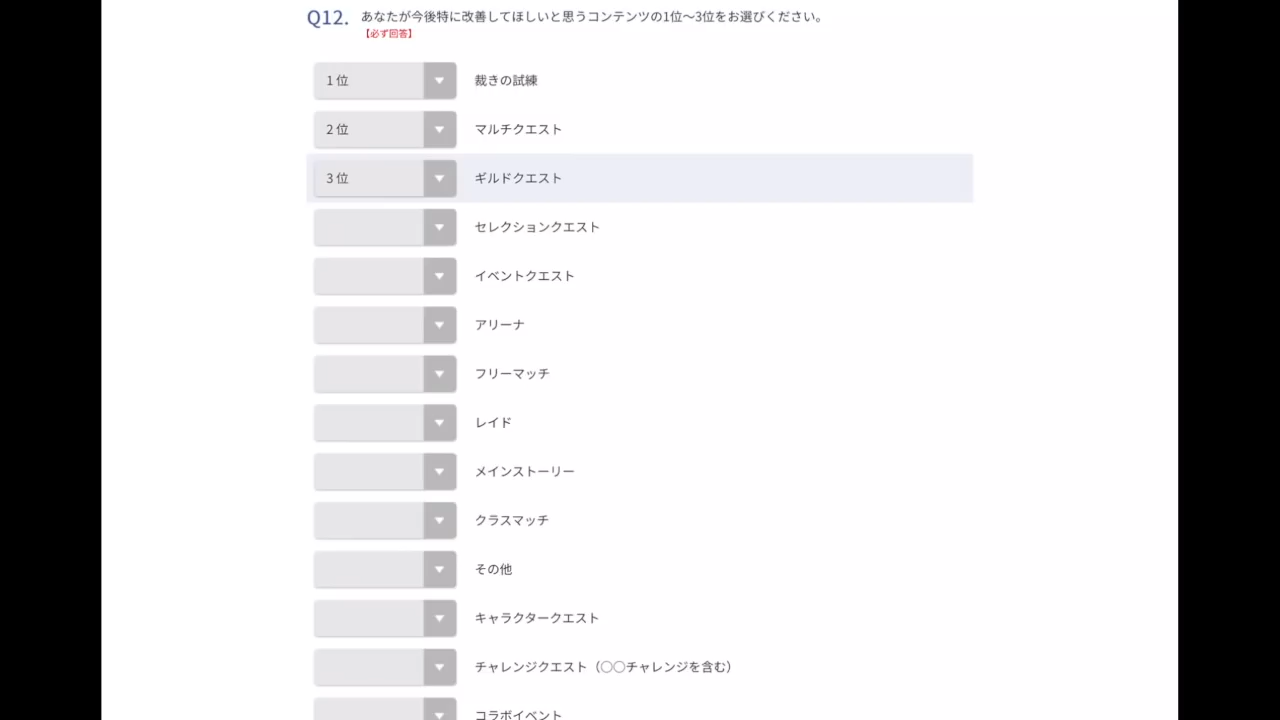 Q12. あなたが今後特に改善してほしいと思うコンテンツの1位〜3位をお選びください。
【必ず回答】
1 位 裁きの試練
2 位 マルチクエスト
3 位 ギルドクエスト
セレクションクエスト
イベントクエスト
アリーナ
フリーマッチ
レイド
メインストーリー
クラスマッチ
その他
キャラクタークエスト
チャレンジクエスト（〇〇チャレンジを含む）
コラボイベント